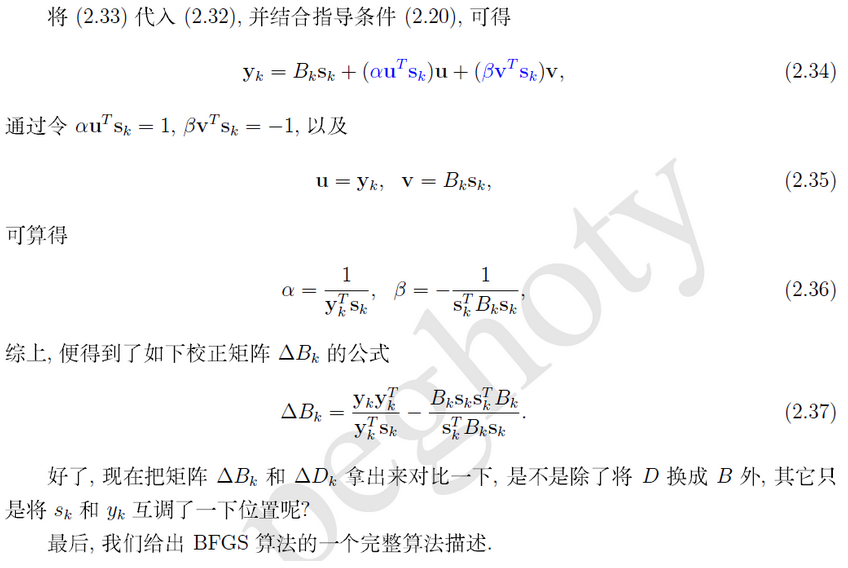 将 (2.33) 代入 (2.32), 并结合指导条件 (2.20), 可得
$\mathbf{y}_k = B_k\mathbf{s}_k + (\alpha\mathbf{u}^T\mathbf{s}_k)\mathbf{u} + (\beta\mathbf{v}^T\mathbf{s}_k)\mathbf{v},$ (2.34)
通过令 $\alpha\mathbf{u}^T\mathbf{s}_k = 1$, $\beta\mathbf{v}^T\mathbf{s}_k = -1$, 以及
$\mathbf{u} = \mathbf{y}_k, \ \mathbf{v} = B_k\mathbf{s}_k,$ (2.35)
可算得
$\alpha = \frac{1}{\mathbf{y}_k^T\mathbf{s}_k}, \ \beta = -\frac{1}{\mathbf{s}_k^T B_k\mathbf{s}_k},$ (2.36)
综上, 便得到了如下校正矩阵 $\Delta B_k$ 的公式
$\Delta B_k = \frac{\mathbf{y}_k\mathbf{y}_k^T}{\mathbf{y}_k^T\mathbf{s}_k} - \frac{B_k\mathbf{s}_k\mathbf{s}_k^T B_k}{\mathbf{s}_k^T B_k\mathbf{s}_k}.$ (2.37)
好了, 现在把矩阵 $\Delta B_k$ 和 $\Delta D_k$ 拿出来对比一下, 是不是除了将 $D$ 换成 $B$ 外, 其它只
是将 $s_k$ 和 $y_k$ 互调了一下位置呢?
最后, 我们给出 BFGS 算法的一个完整算法描述.
peghoty